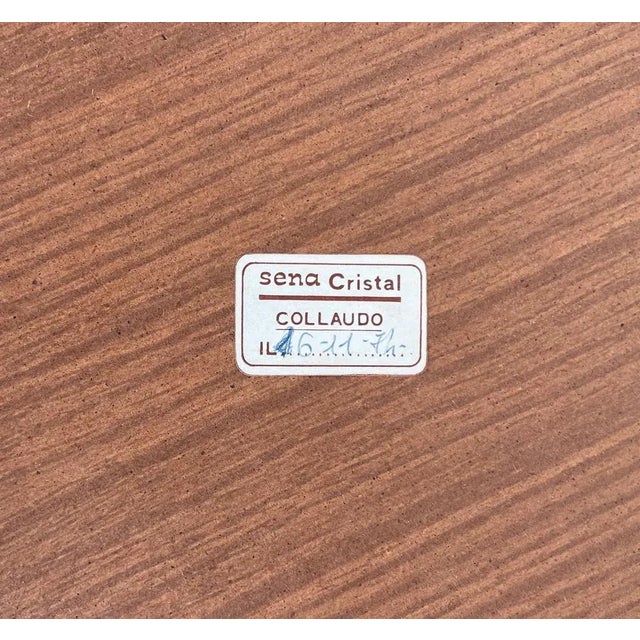 sena Cristal
COLLAUDO
IL 16-11-74-